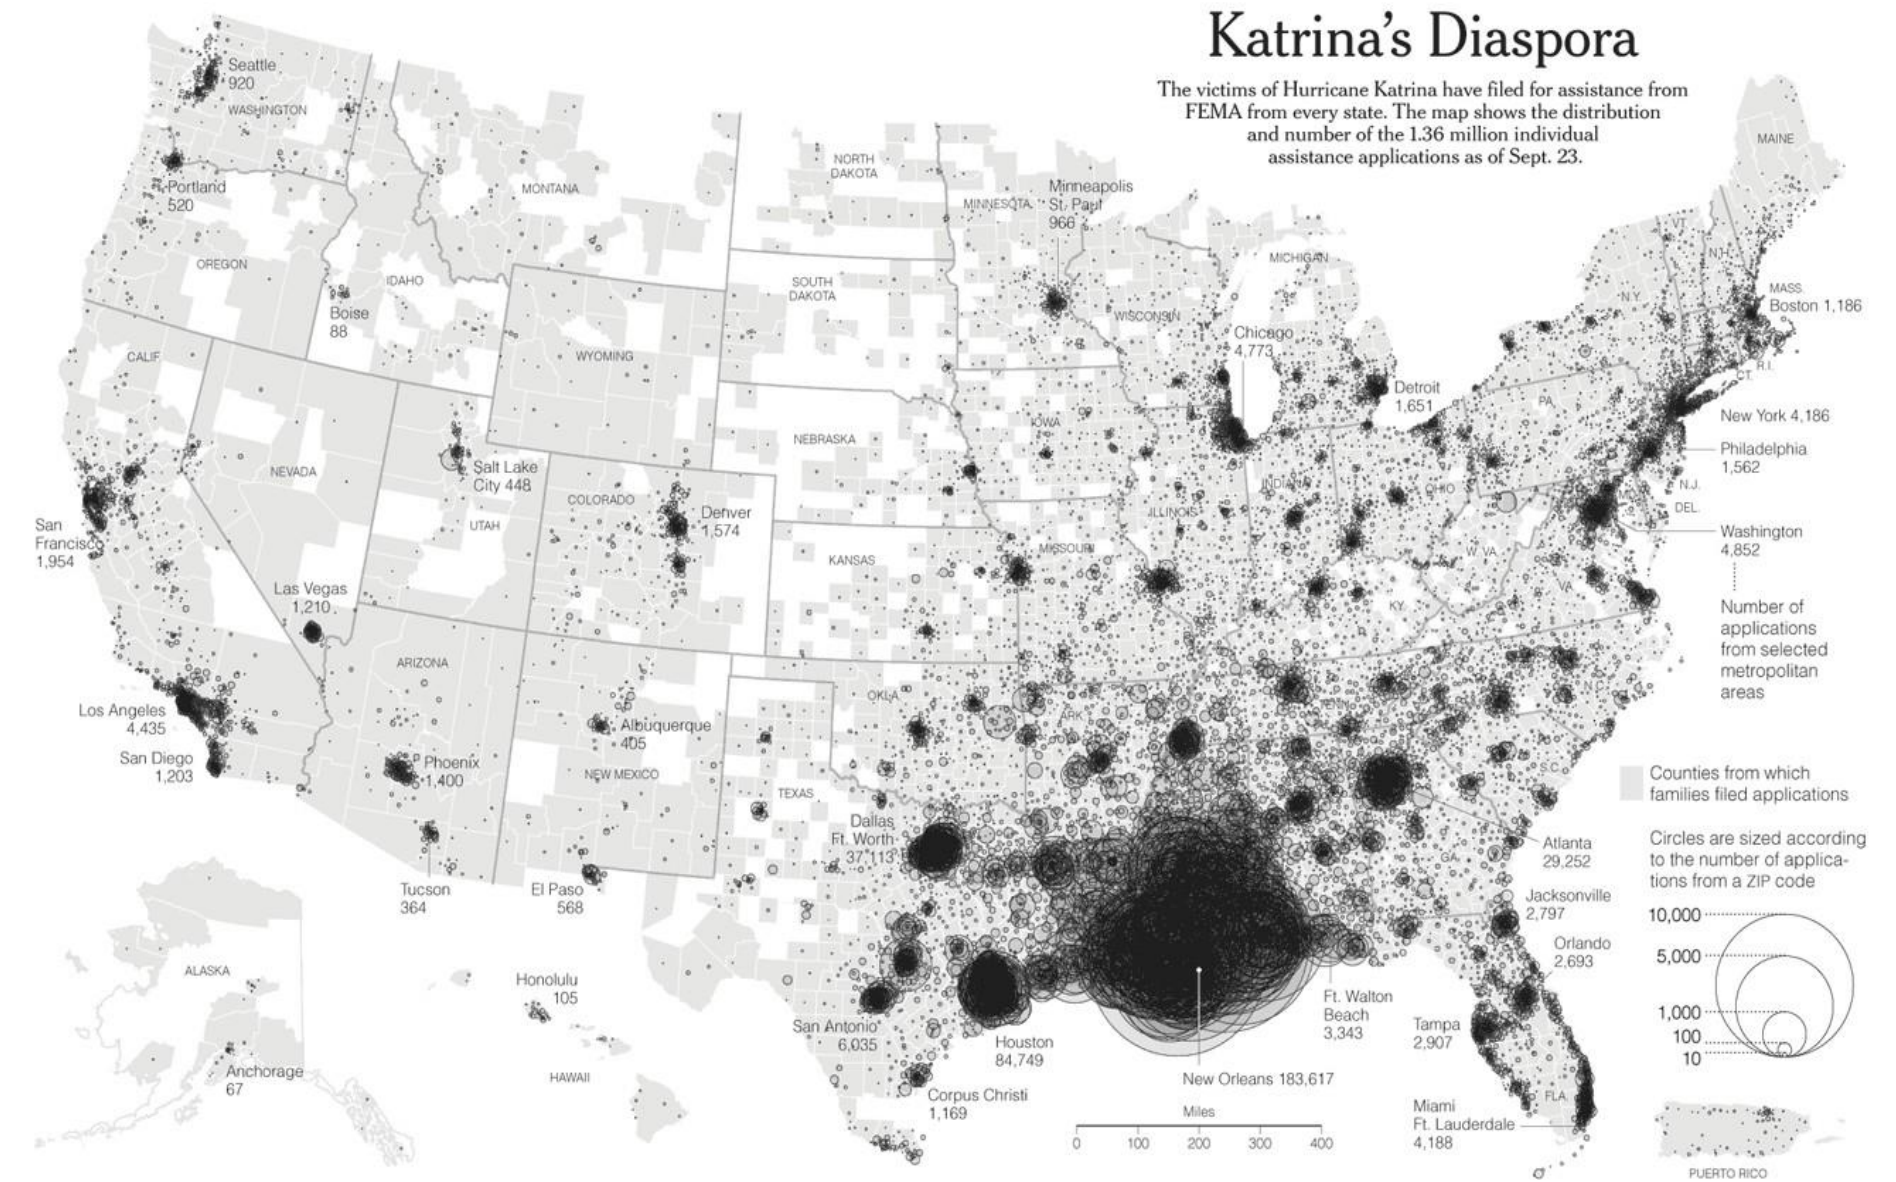 Katrina's Diaspora
The victims of Hurricane Katrina have filed for assistance from
FEMA from every state. The map shows the distribution
and number of the 1.36 million individual
assistance applications as of Sept. 23.
Seattle
920
WASHINGTON
Portland
520
OREGON
IDAHO
Boise
88
MONTANA
NORTH
DAKOTA
MINNESOTA
Minneapolis
St. Paul
966
SOUTH
DAKOTA
WISCONSIN
MICHIGAN
MAINE
VT.
N.H.
N.Y.
MASS.
Boston 1,186
R.I.
CT.
CALIF
NEVADA
WYOMING
NEBRASKA
IOWA
Chicago
4,773
Detroit
1,651
PA.
New York 4,186
Philadelphia
1,562
N.J.
DEL.
Washington
4,852
Number of
applications
from selected
metropolitan
areas
Salt Lake
City 448
UTAH
COLORADO
Denver
1,574
KANSAS
MISSOURI
ILLINOIS
INDIANA
OHIO
W. VA.
VA.
KY.
San
Francisco
1,954
Las Vegas
1,210
Los Angeles
4,435
San Diego
1,203
ARIZONA
Phoenix
1,400
Tucson
364
Albuquerque
405
NEW MEXICO
El Paso
568
OKLA.
ARK.
TENN.
S.C.
GA.
TEXAS
Dallas
Ft. Worth
37,113
San Antonio
6,035
Houston
84,749
Corpus Christi
1,169
New Orleans 183,617
Ft. Walton
Beach
3,343
Atlanta
29,252
Jacksonville
2,797
Orlando
2,693
Tampa
2,907
Miami
Ft. Lauderdale
4,188
FLA.
Counties from which
families filed applications
Circles are sized according
to the number of applica-
tions from a ZIP code
10,000
5,000
1,000
100
10
ALASKA
Anchorage
67
Honolulu
105
HAWAII
Miles
0 100 200 300 400
PUERTO RICO